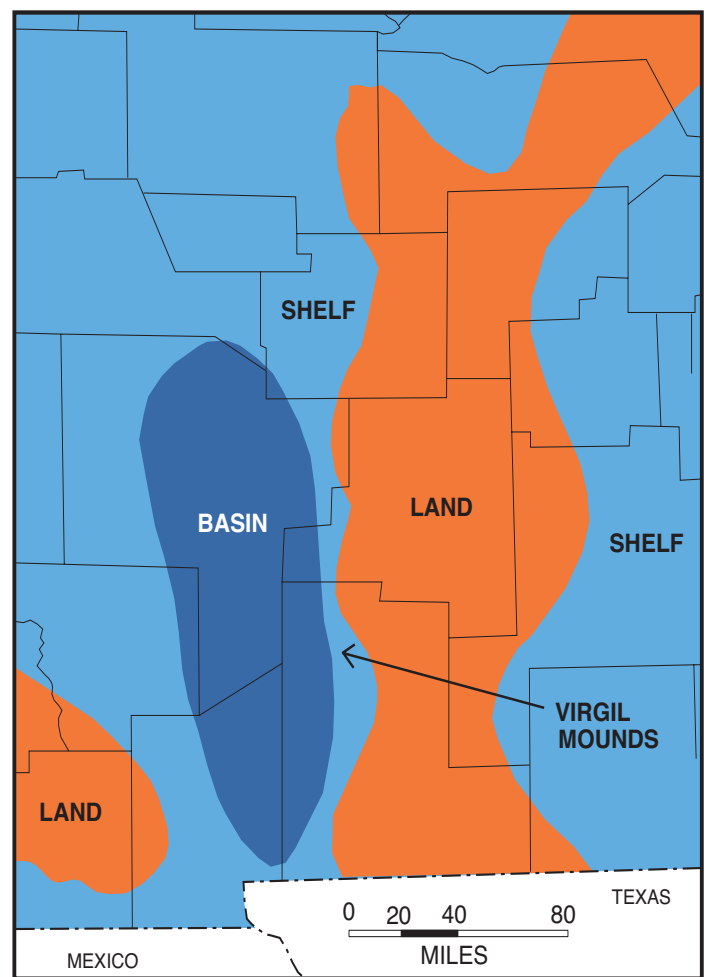 SHELF
BASIN
LAND
SHELF
VIRGIL
MOUNDS
LAND
TEXAS
0 20 40 80
MILES
MEXICO